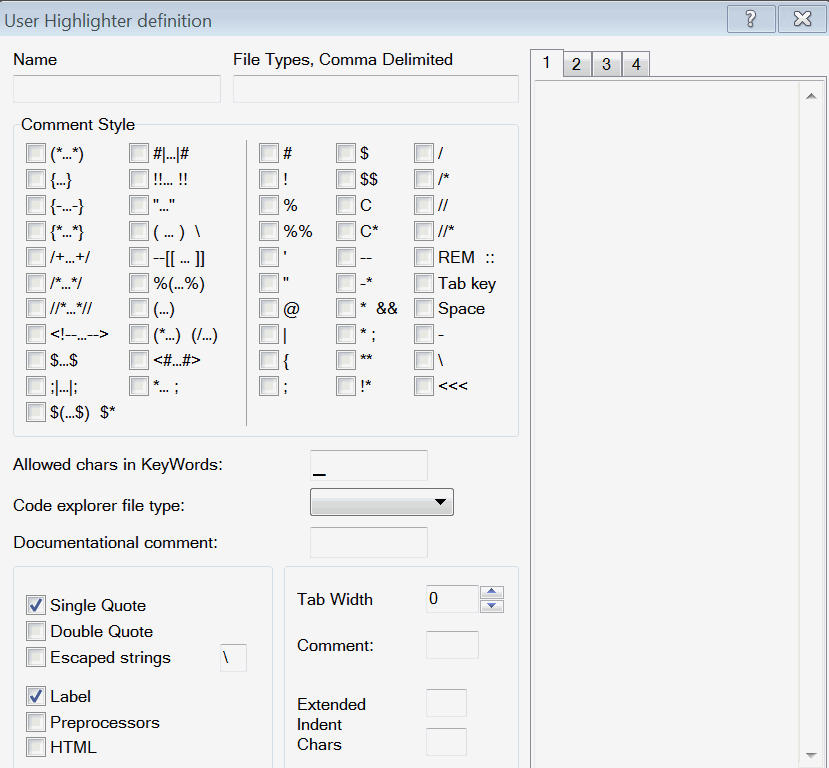 User Highlighter definition
?
Name
File Types, Comma Delimited
1 2 3 4
Comment Style
(*...*) #|...|# # $ /
{...} !!... !! ! $$ /*
{-...-} "..." % C //
{*...*} ( ... ) \ %% C* //*
/+...+/ --[[ ... ]] ' -- REM ::
/*...*/ %(...%) " -* Tab key
//*...*// (...) @ * && Space
<!--...--> (*...) (/...) | * ; -
$...$ <#...#> { ** \
;|...|; *... ; ; !* <<<
$(...$) $*
Allowed chars in KeyWords: _
Code explorer file type:
Documentational comment:
Single Quote
Double Quote
Escaped strings \
Label
Preprocessors
HTML
Tab Width 0
Comment:
Extended
Indent
Chars